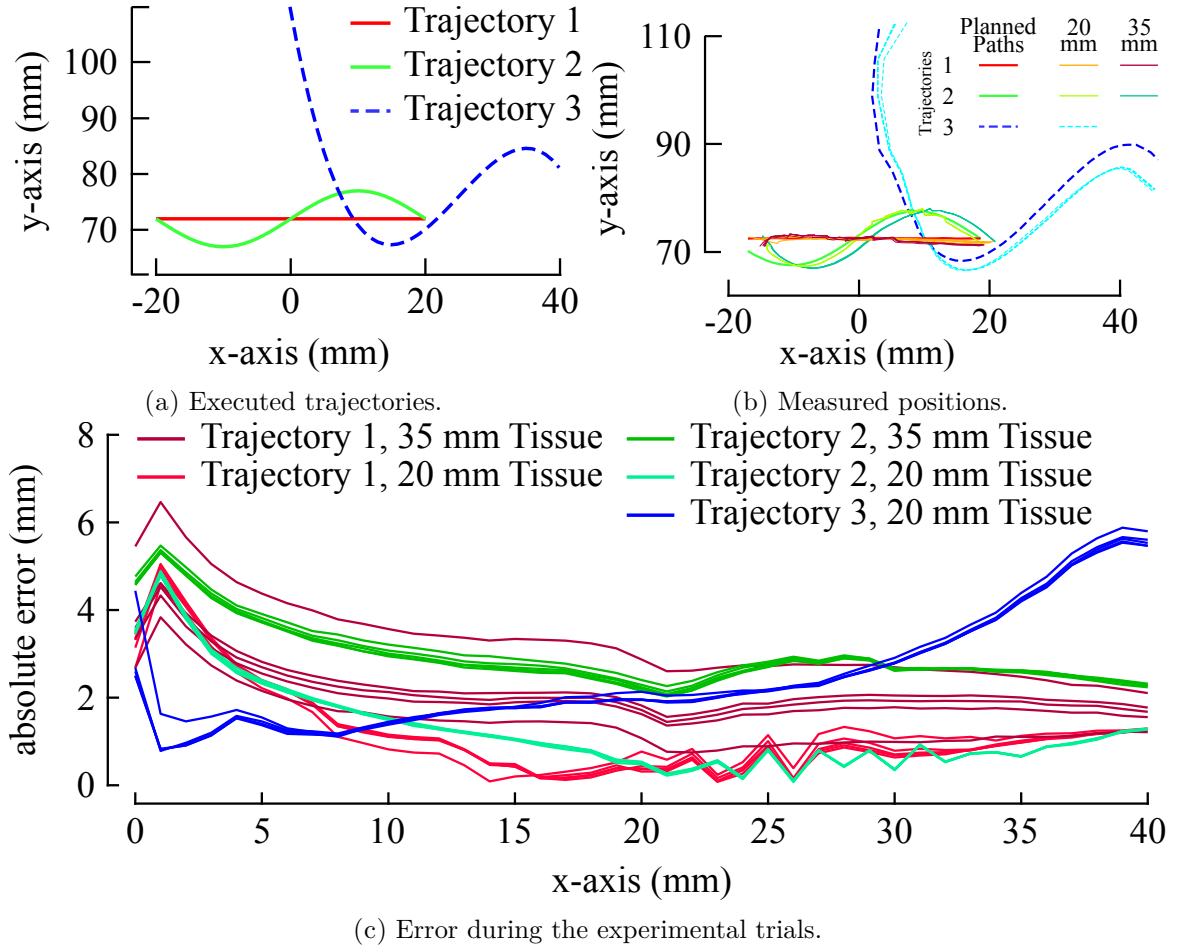 Trajectory 1
Trajectory 2
Trajectory 3
y-axis (mm)
100
90
80
70
-20 0 20 40
x-axis (mm)
(a) Executed trajectories.
Planned Paths
20 mm
35 mm
Trajectories
1
2
3
y-axis (mm)
110
90
70
-20 0 20 40
x-axis (mm)
(b) Measured positions.
Trajectory 1, 35 mm Tissue
Trajectory 1, 20 mm Tissue
Trajectory 2, 35 mm Tissue
Trajectory 2, 20 mm Tissue
Trajectory 3, 20 mm Tissue
absolute error (mm)
8
6
4
2
0
0 5 10 15 20 25 30 35 40
x-axis (mm)
(c) Error during the experimental trials.